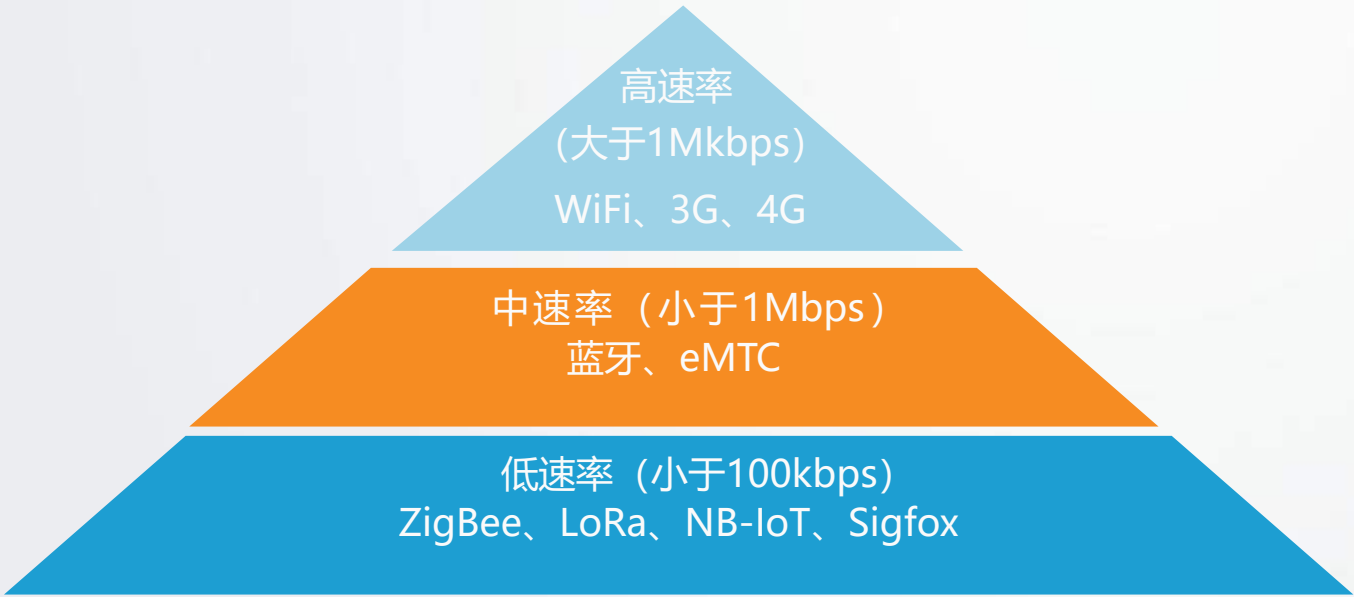 高速率
（大于1Mkbps）
WiFi、3G、4G
中速率（小于1Mbps）
蓝牙、eMTC
低速率（小于100kbps）
ZigBee、LoRa、NB-IoT、Sigfox